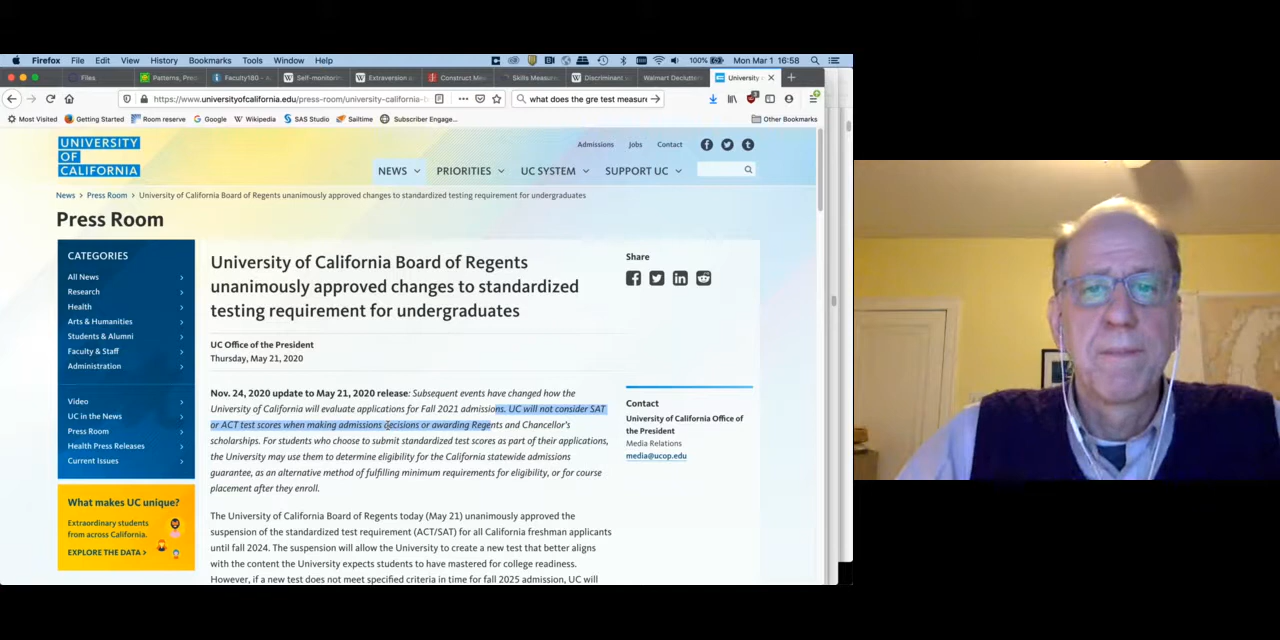 Firefox File Edit View History Bookmarks Tools Window Help 100% Mon Mar 1 16:58
Files Patterns, Prec Faculty180 - Self-monitori Extraversion a Construct Me Skills Measure Discriminant Walmart Declutter University
https://www.universityofcalifornia.edu/press-room/university-california- what does the gre test measur
Most Visited Getting Started Room reserve Google Wikipedia SAS Studio Sailtime Subscriber Engage... Other Bookmarks
UNIVERSITY
OF
CALIFORNIA
Admissions Jobs Contact
NEWS PRIORITIES UC SYSTEM SUPPORT UC
News > Press Room > University of California Board of Regents unanimously approved changes to standardized testing requirement for undergraduates
Press Room
CATEGORIES
All News
Research
Health
Arts & Humanities
Students & Alumni
Faculty & Staff
Administration
Video
UC in the News
Press Room
Health Press Releases
Current Issues
What makes UC unique?
Extraordinary students
from across California.
EXPLORE THE DATA >
University of California Board of Regents
unanimously approved changes to standardized
testing requirement for undergraduates
UC Office of the President
Thursday, May 21, 2020
Nov. 24, 2020 update to May 21, 2020 release: Subsequent events have changed how the
University of California will evaluate applications for Fall 2021 admissions. UC will not consider SAT
or ACT test scores when making admissions decisions or awarding Regents and Chancellor's
scholarships. For students who choose to submit standardized test scores as part of their applications,
the University may use them to determine eligibility for the California statewide admissions
guarantee, as an alternative method of fulfilling minimum requirements for eligibility, or for course
placement after they enroll.
The University of California Board of Regents today (May 21) unanimously approved the
suspension of the standardized test requirement (ACT/SAT) for all California freshman applicants
until fall 2024. The suspension will allow the University to create a new test that better aligns
with the content the University expects students to have mastered for college readiness.
However, if a new test does not meet specified criteria in time for fall 2025 admission, UC will
Share
Contact
University of California Office of
the President
Media Relations
media@ucop.edu